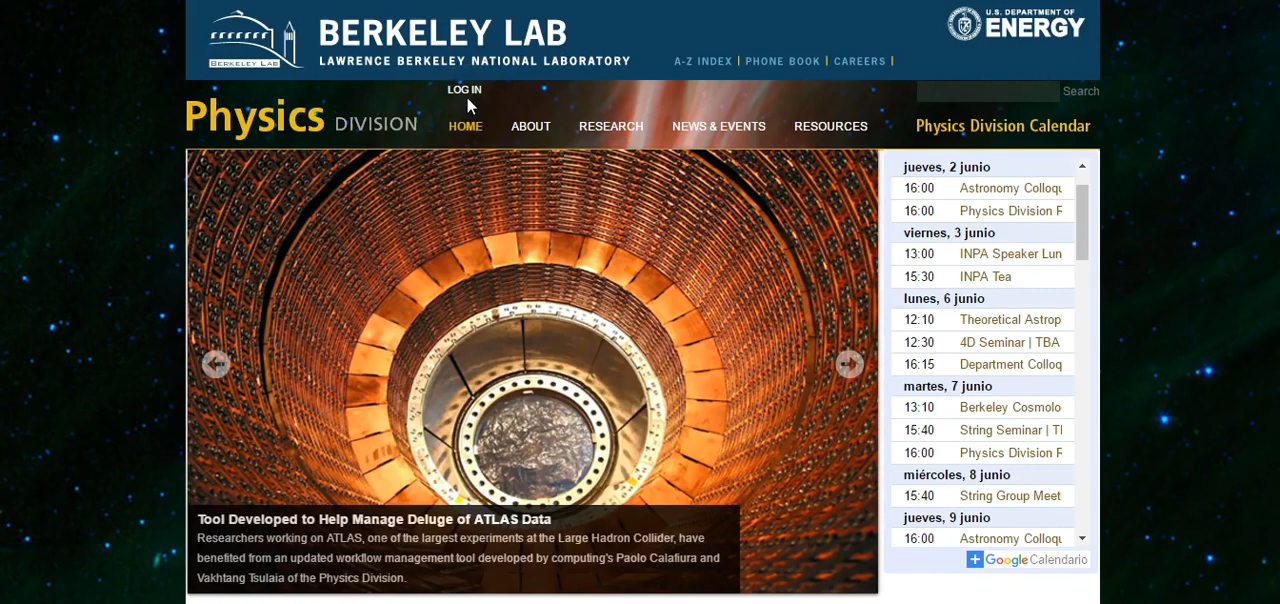 BERKELEY LAB
BERKELEY LAB
LAWRENCE BERKELEY NATIONAL LABORATORY
A-Z INDEX | PHONE BOOK | CAREERS |
U.S. DEPARTMENT OF
ENERGY
LOG IN
Search
Physics DIVISION
HOME ABOUT RESEARCH NEWS & EVENTS RESOURCES
Physics Division Calendar
jueves, 2 junio
16:00 Astronomy Colloqu
16:00 Physics Division R
viernes, 3 junio
13:00 INPA Speaker Lun
15:30 INPA Tea
lunes, 6 junio
12:10 Theoretical Astrop
12:30 4D Seminar | TBA
16:15 Department Colloq
martes, 7 junio
13:10 Berkeley Cosmolo
15:40 String Seminar |
16:00 Physics Division R
miércoles, 8 junio
15:40 String Group Meet
jueves, 9 junio
16:00 Astronomy Colloqu
Google Calendario
Tool Developed to Help Manage Deluge of ATLAS Data
Researchers working on ATLAS, one of the largest experiments at the Large Hadron Collider, have
benefited from an updated workflow management tool developed by computing's Paolo Calafiura and
Vakhtang Tsulaia of the Physics Division.